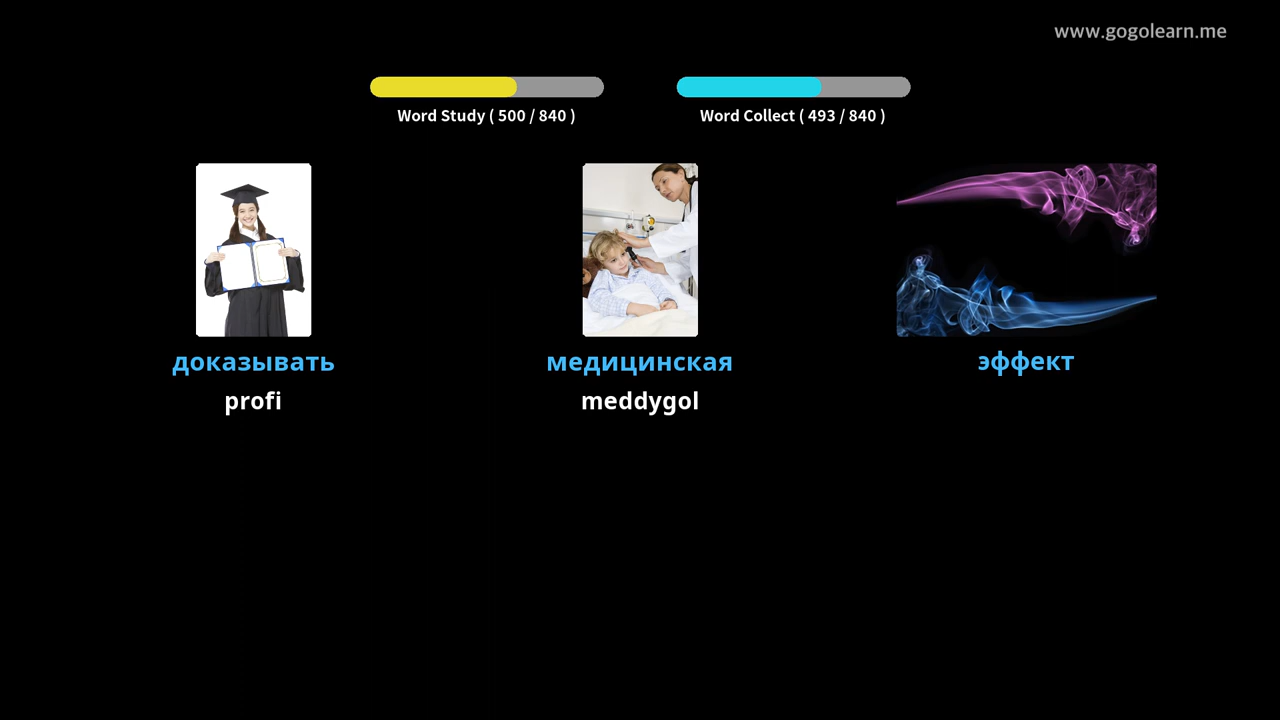 www.gogolearn.me
Word Study ( 500 / 840 )
Word Collect ( 493 / 840 )
доказывать
profi
медицинская
meddygol
эффект